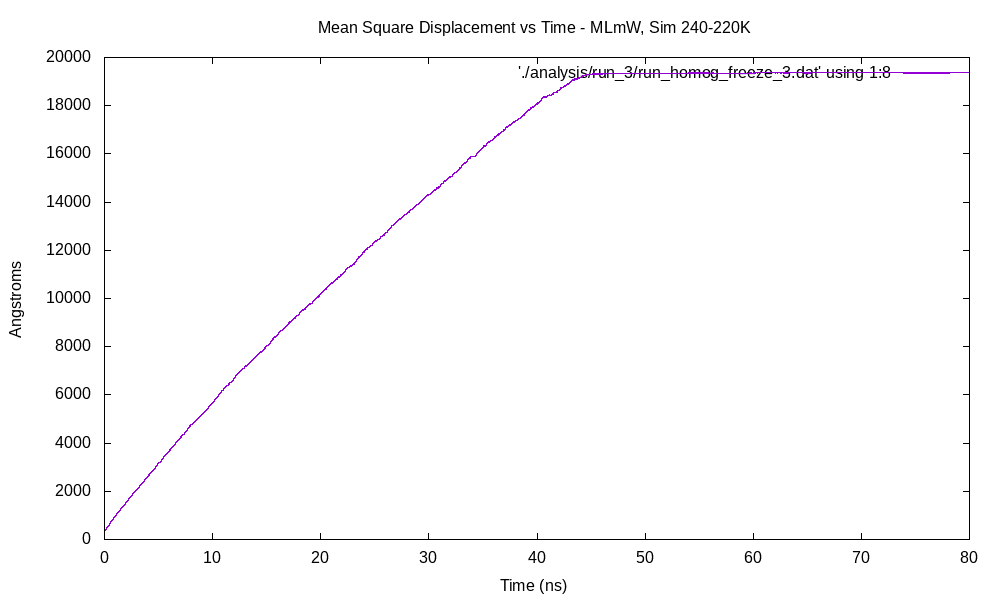 Mean Square Displacement vs Time - MLmW, Sim 240-220K
20000
'./analysis/run_3/run_homog_freeze_3.dat' using 1:8
18000
16000
14000
12000
10000
Angstroms
8000
6000
4000
2000
0
0 10 20 30 40 50 60 70 80
Time (ns)